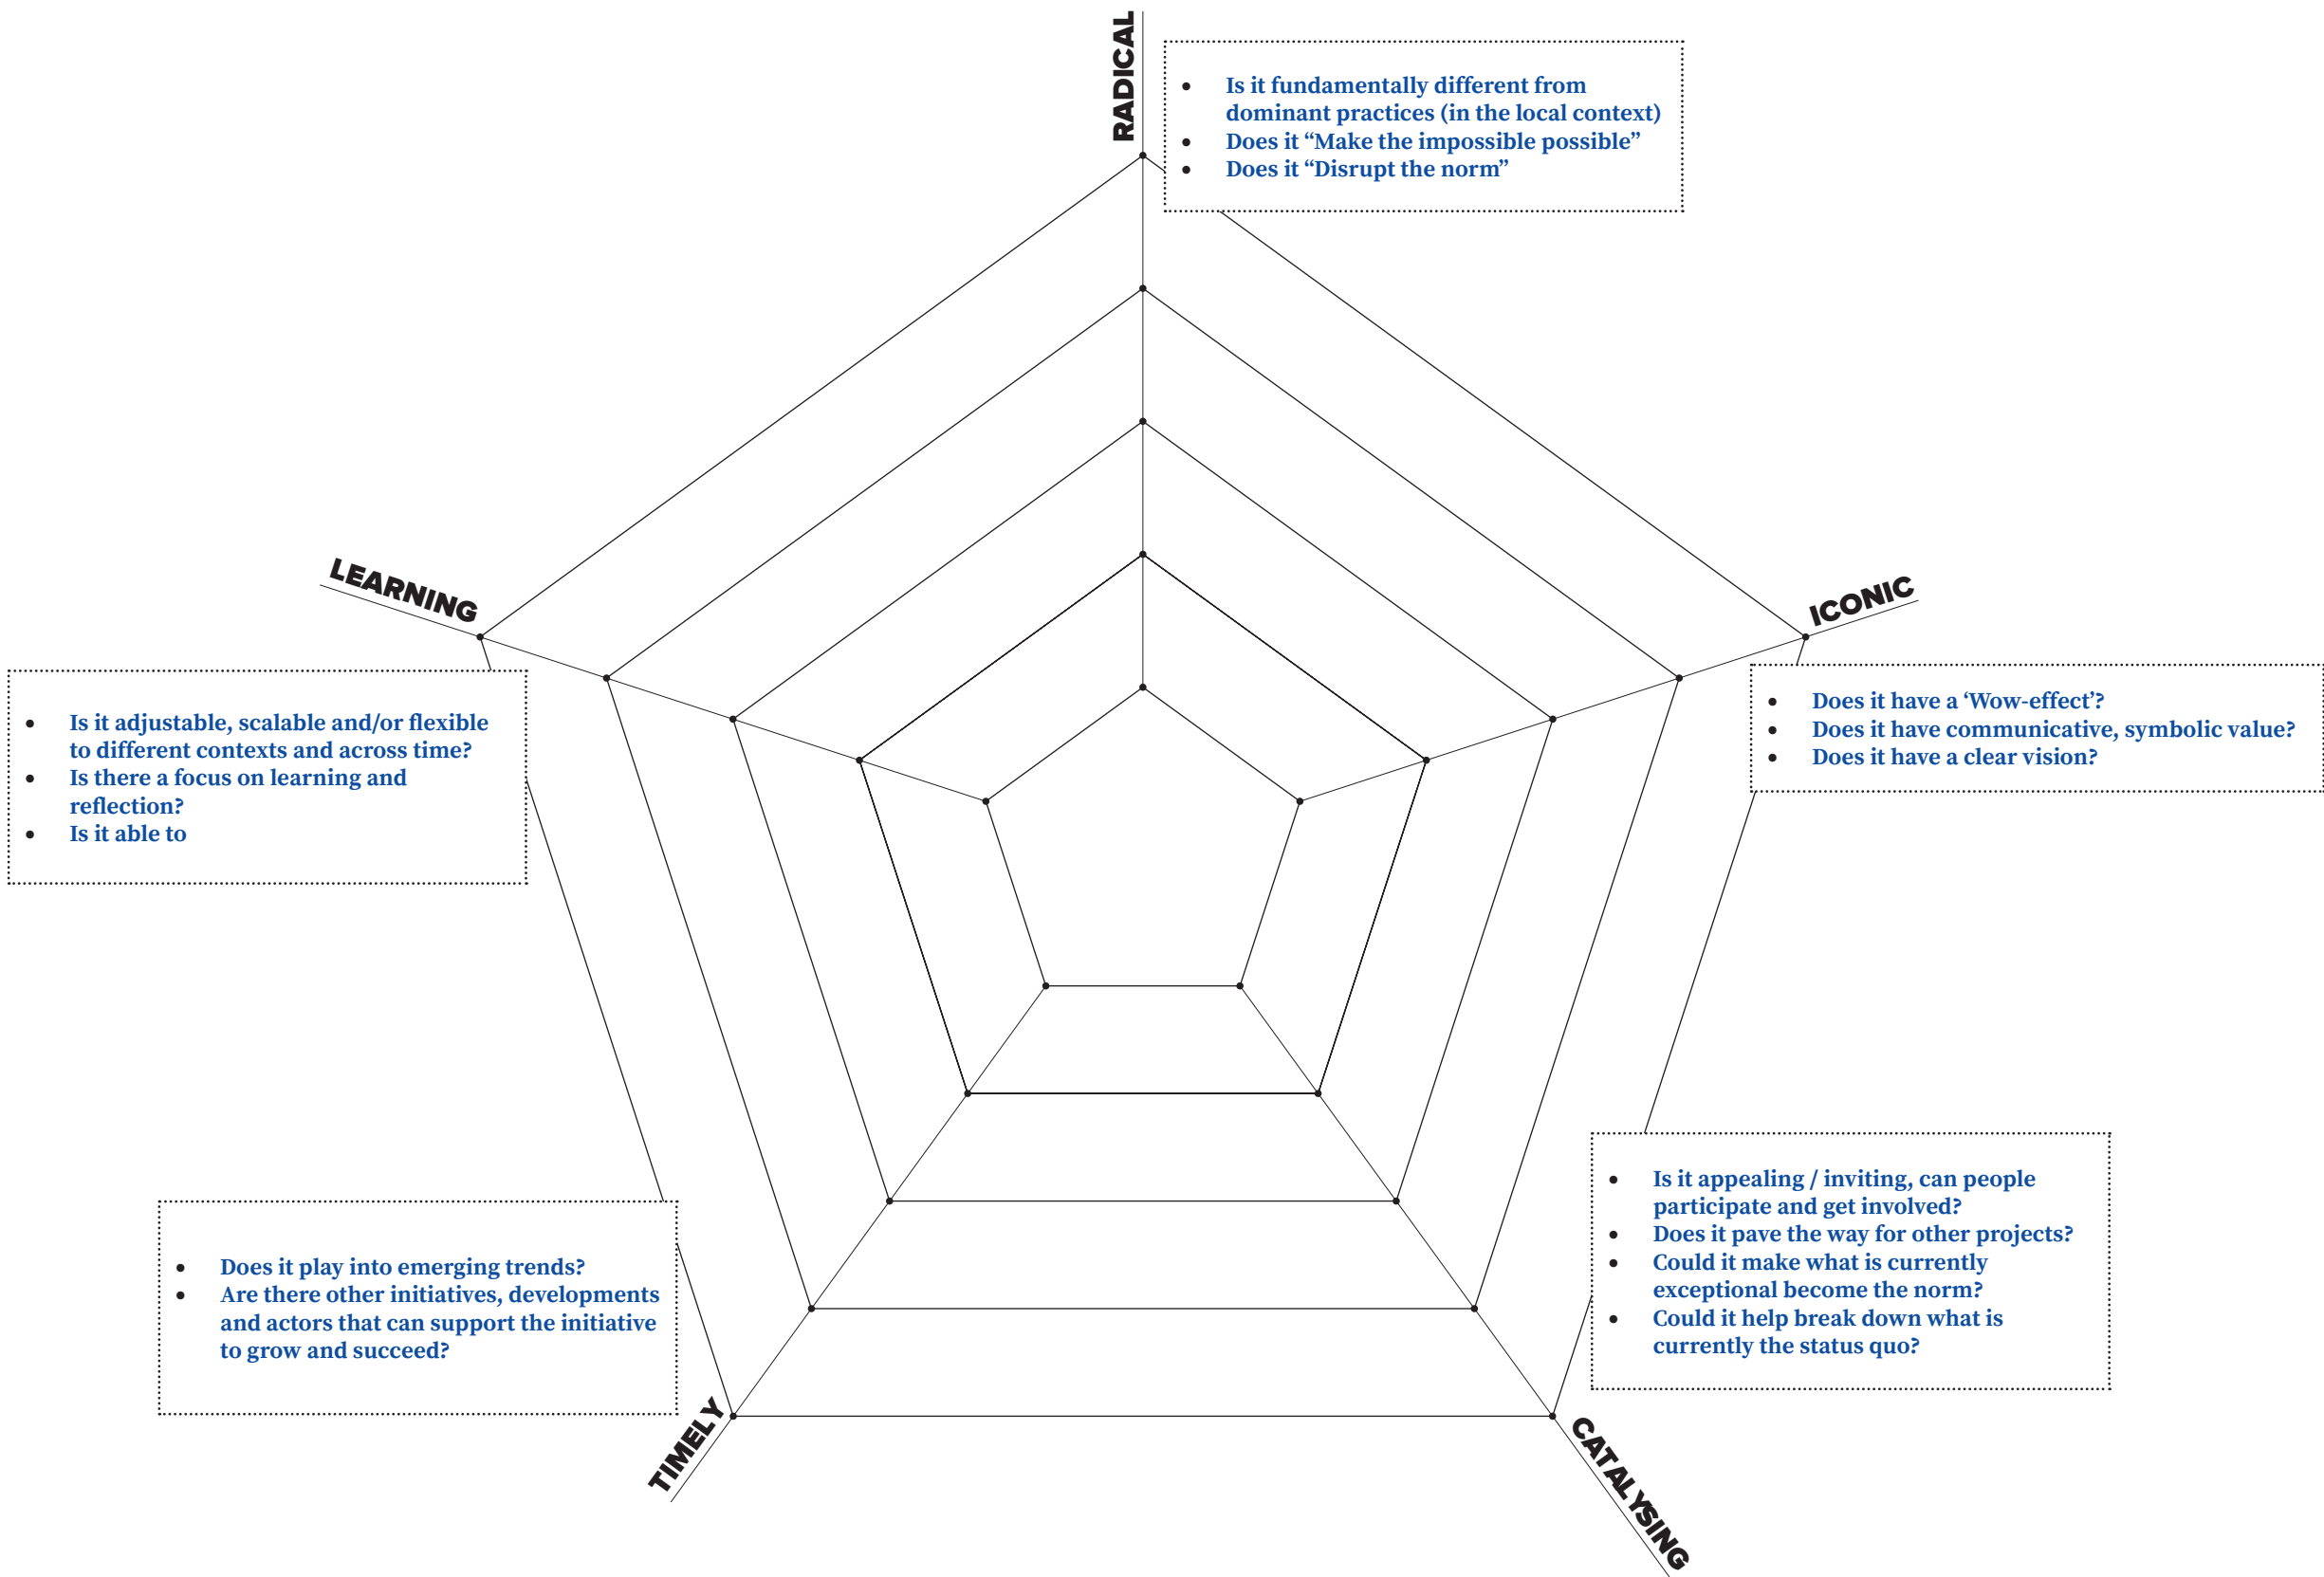 RADICAL
• Is it fundamentally different from
dominant practices (in the local context)
• Does it “Make the impossible possible”
• Does it “Disrupt the norm”
LEARNING
• Is it adjustable, scalable and/or flexible
to different contexts and across time?
• Is there a focus on learning and
reflection?
• Is it able to
ICONIC
• Does it have a ‘Wow-effect’?
• Does it have communicative, symbolic value?
• Does it have a clear vision?
• Does it play into emerging trends?
• Are there other initiatives, developments
and actors that can support the initiative
to grow and succeed?
TIMELY
• Is it appealing / inviting, can people
participate and get involved?
• Does it pave the way for other projects?
• Could it make what is currently
exceptional become the norm?
• Could it help break down what is
currently the status quo?
CATALYSING